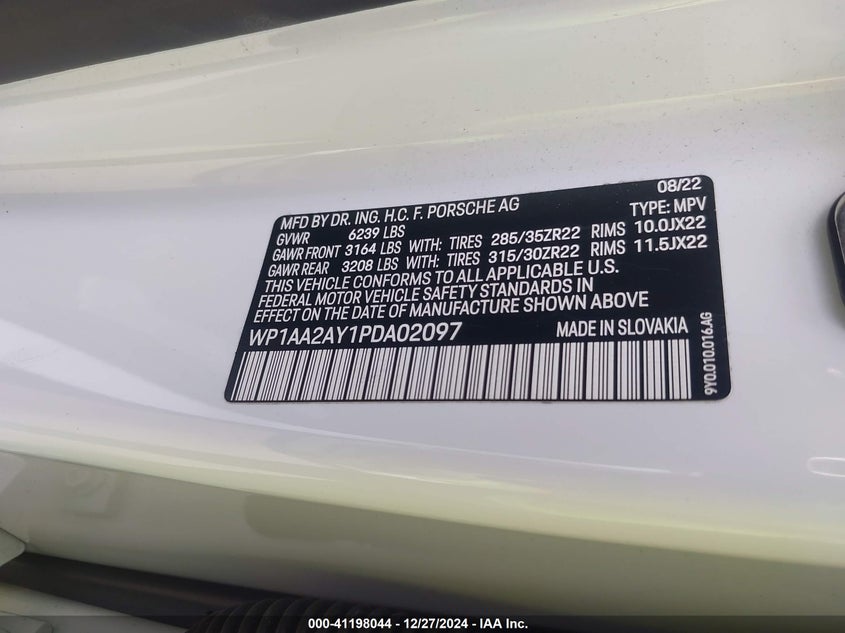 08/22
MFD BY DR. ING. H.C. F. PORSCHE AG TYPE: MPV
GVWR 6239 LBS
GAWR FRONT 3164 LBS WITH: TIRES 285/35ZR22 RIMS 10.0JX22
GAWR REAR 3208 LBS WITH: TIRES 315/30ZR22 RIMS 11.5JX22
THIS VEHICLE CONFORMS TO ALL APPLICABLE U.S.
FEDERAL MOTOR VEHICLE SAFETY STANDARDS IN
EFFECT ON THE DATE OF MANUFACTURE SHOWN ABOVE
WP1AA2AY1PDA02097 MADE IN SLOVAKIA
9Y0.010.016.AG
000-41198044 - 12/27/2024 - IAA Inc.